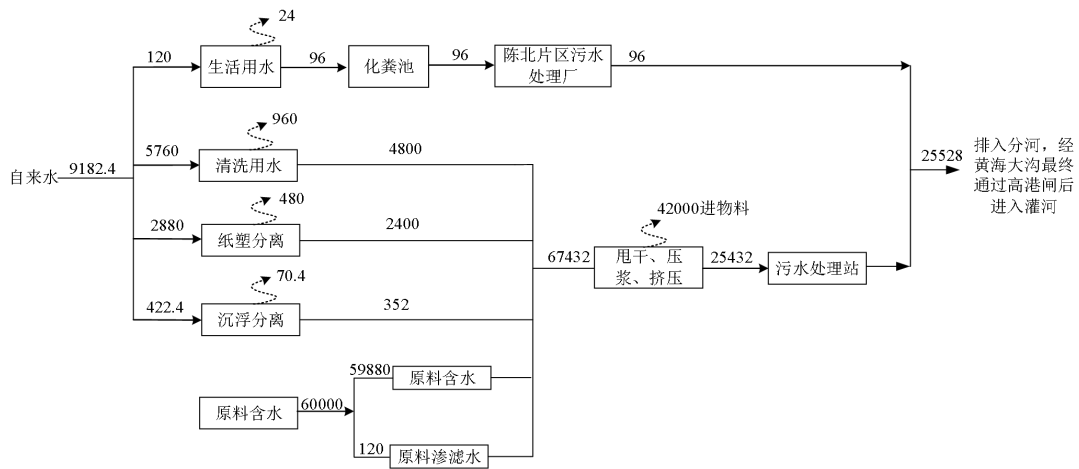 24
120
生活用水
96
化粪池
96
陈北片区污水
处理厂
96
960
5760
清洗用水
4800
自来水
9182.4
25528
排入分河，经
黄海大沟最终
通过高港闸后
进入灌河
480
2880
纸塑分离
2400
42000进物料
67432
甩干、压
浆、挤压
25432
污水处理站
70.4
422.4
沉浮分离
352
59880
原料含水
原料含水
60000
120
原料渗滤水